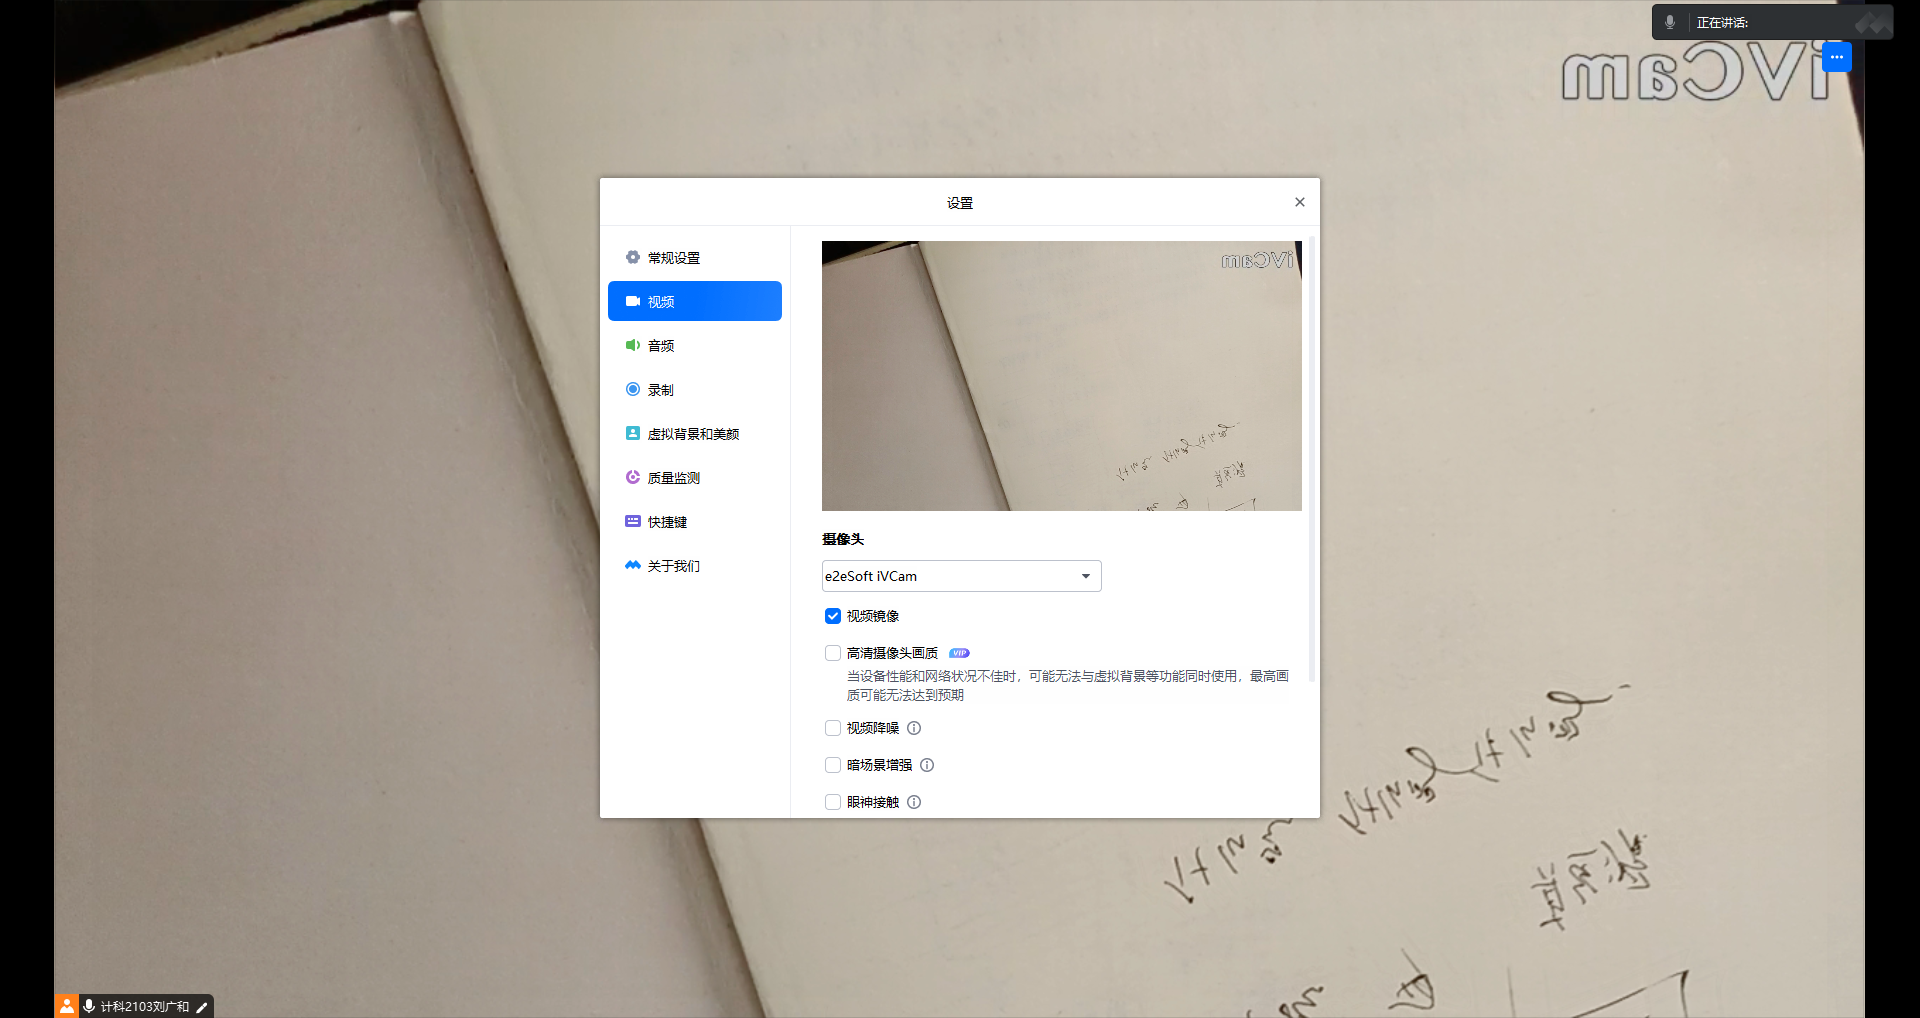 正在讲话:
iVCam
设置
常规设置
视频
音频
录制
虚拟背景和美颜
质量监测
快捷键
关于我们
iVCam
摄像头
e2eSoft iVCam
视频镜像
高清摄像头画质 VIP
当设备性能和网络状况不佳时，可能无法与虚拟背景等功能同时使用，最高画
质可能无法达到预期
视频降噪
暗场景增强
眼神接触
计科2103刘广和